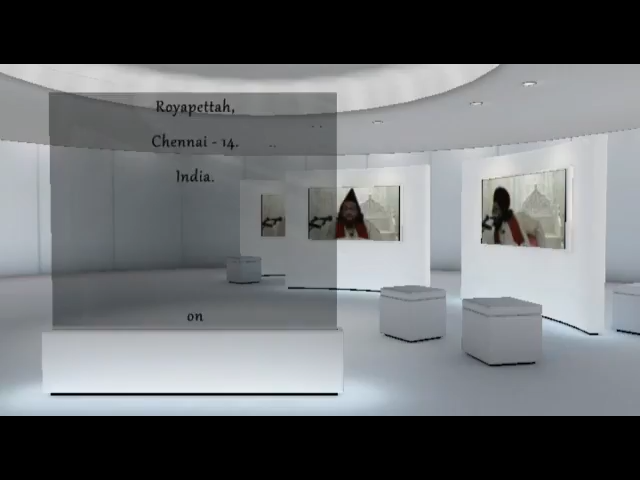 Royapettah,
Chennai - 14.
India.
on